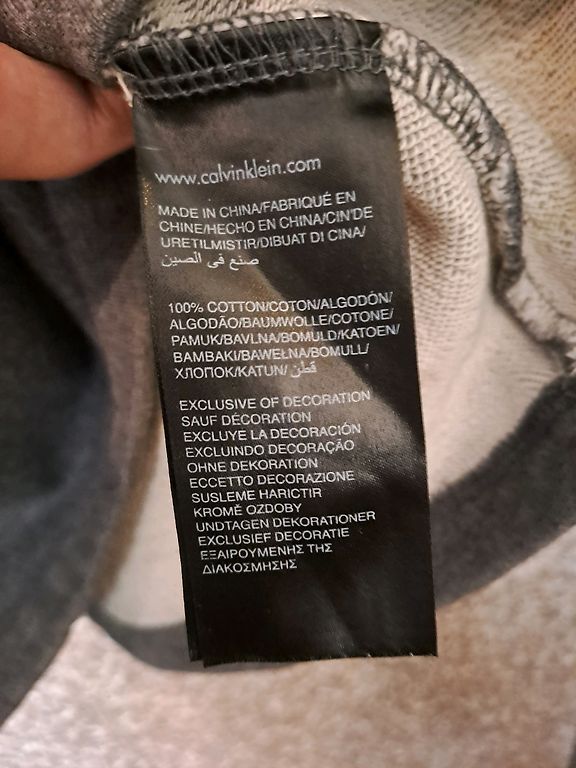 www.calvinklein.com
MADE IN CHINA/FABRIQUÉ EN
CHINE/HECHO EN CHINA/CIN'DE
URETILMISTIR/DIBUAT DI CINA/
صنع في الصين
100% COTTON/COTON/ALGODÓN/
ALGODÃO/BAUMWOLLE/COTONE/
PAMUK/BAVLNA/BOMULD/KATOEN/
BAMBAKI/BAWEŁNA/BOMULL/
ХЛОПОК/KATUN/ قطن
EXCLUSIVE OF DECORATION
SAUF DÉCORATION
EXCLUYE LA DECORACIÓN
EXCLUINDO DECORAÇÃO
OHNE DEKORATION
ECCETTO DECORAZIONE
SUSLEME HARICTIR
KROMĚ OZDOBY
UNDTAGEN DEKORATIONER
EXCLUSIEF DECORATIE
ΕΞΑΙΡΟΥΜΕΝΗΣ ΤΗΣ
ΔΙΑΚΟΣΜΗΣΗΣ